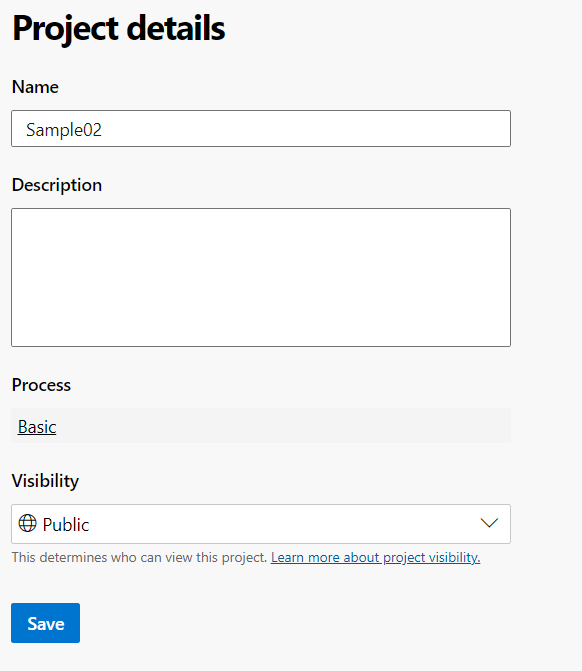 Project details
Name
Sample02
Description
Process
Basic
Visibility
Public
This determines who can view this project. Learn more about project visibility.
Save